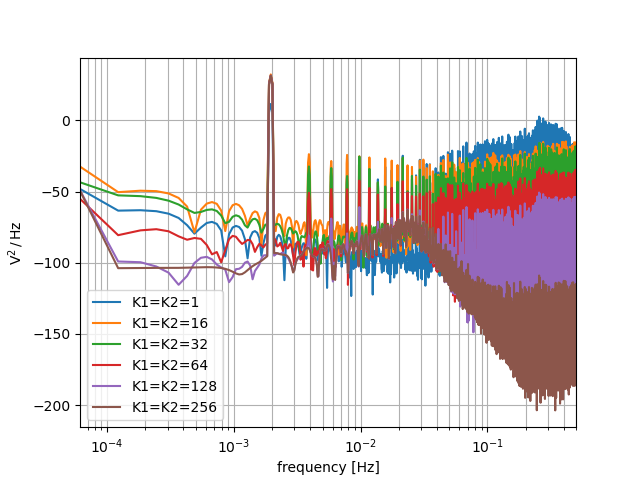 0
−50
−100
−150
−200
V² / Hz
K1=K2=1
K1=K2=16
K1=K2=32
K1=K2=64
K1=K2=128
K1=K2=256
10⁻⁴ 10⁻³ 10⁻² 10⁻¹
frequency [Hz]